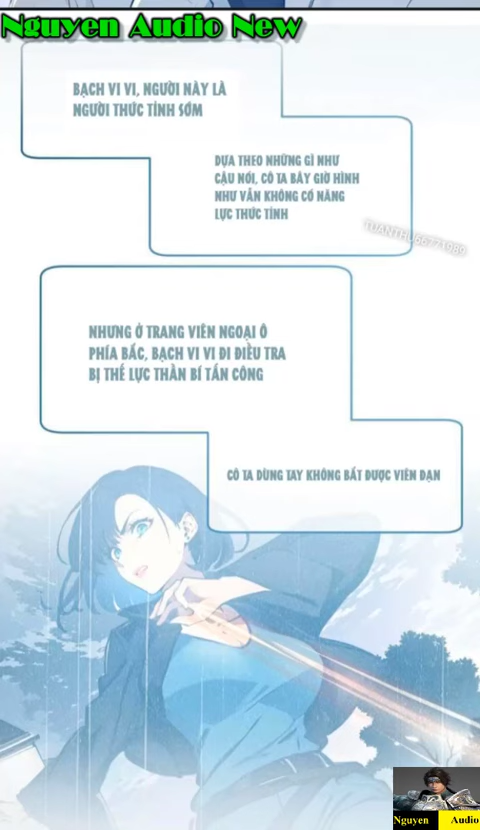 Nguyen Audio New
BẠCH VI VI, NGƯỜI NÀY LÀ
NGƯỜI THỨC TỈNH SỚM
DỰA THEO NHỮNG GÌ NHƯ
CẬU NÓI, CÔ TA BÂY GIỜ HÌNH
NHƯ VẪN KHÔNG CÓ NĂNG
LỰC THỨC TỈNH
TUANTHU66771989
NHƯNG Ở TRANG VIÊN NGOẠI Ô
PHÍA BẮC, BẠCH VI VI ĐI ĐIỀU TRA
BỊ THẾ LỰC THẦN BÍ TẤN CÔNG
CÔ TA DÙNG TAY KHÔNG BẮT ĐƯỢC VIÊN ĐẠN
Nguyen Audio